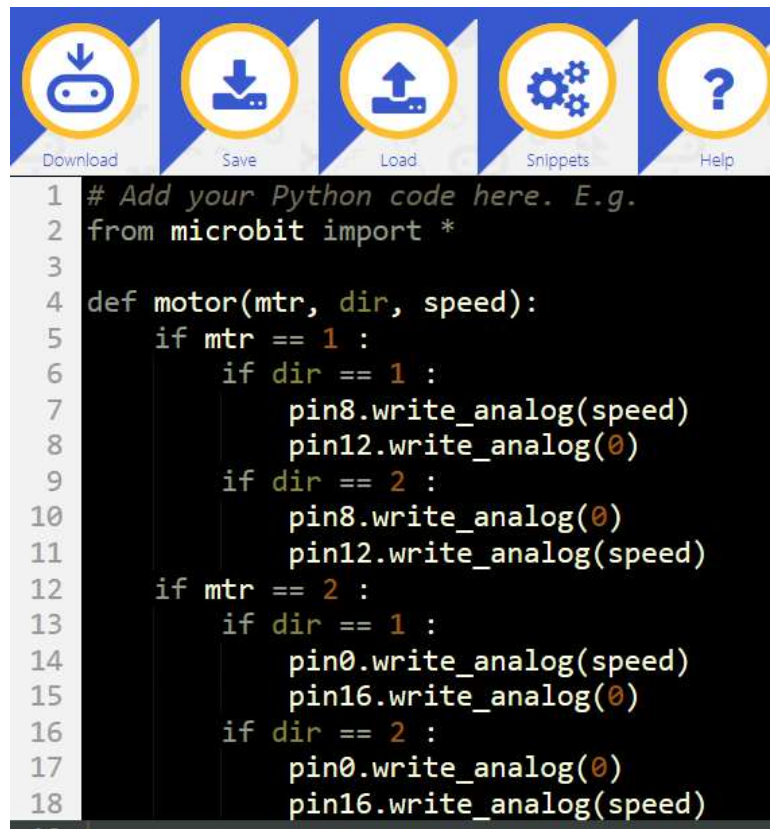 Download Save Load Snippets Help
1 # Add your Python code here. E.g.
2 from microbit import *
3
4 def motor(mtr, dir, speed):
5     if mtr == 1 :
6         if dir == 1 :
7             pin8.write_analog(speed)
8             pin12.write_analog(0)
9         if dir == 2 :
10             pin8.write_analog(0)
11             pin12.write_analog(speed)
12     if mtr == 2 :
13         if dir == 1 :
14             pin0.write_analog(speed)
15             pin16.write_analog(0)
16         if dir == 2 :
17             pin0.write_analog(0)
18             pin16.write_analog(speed)